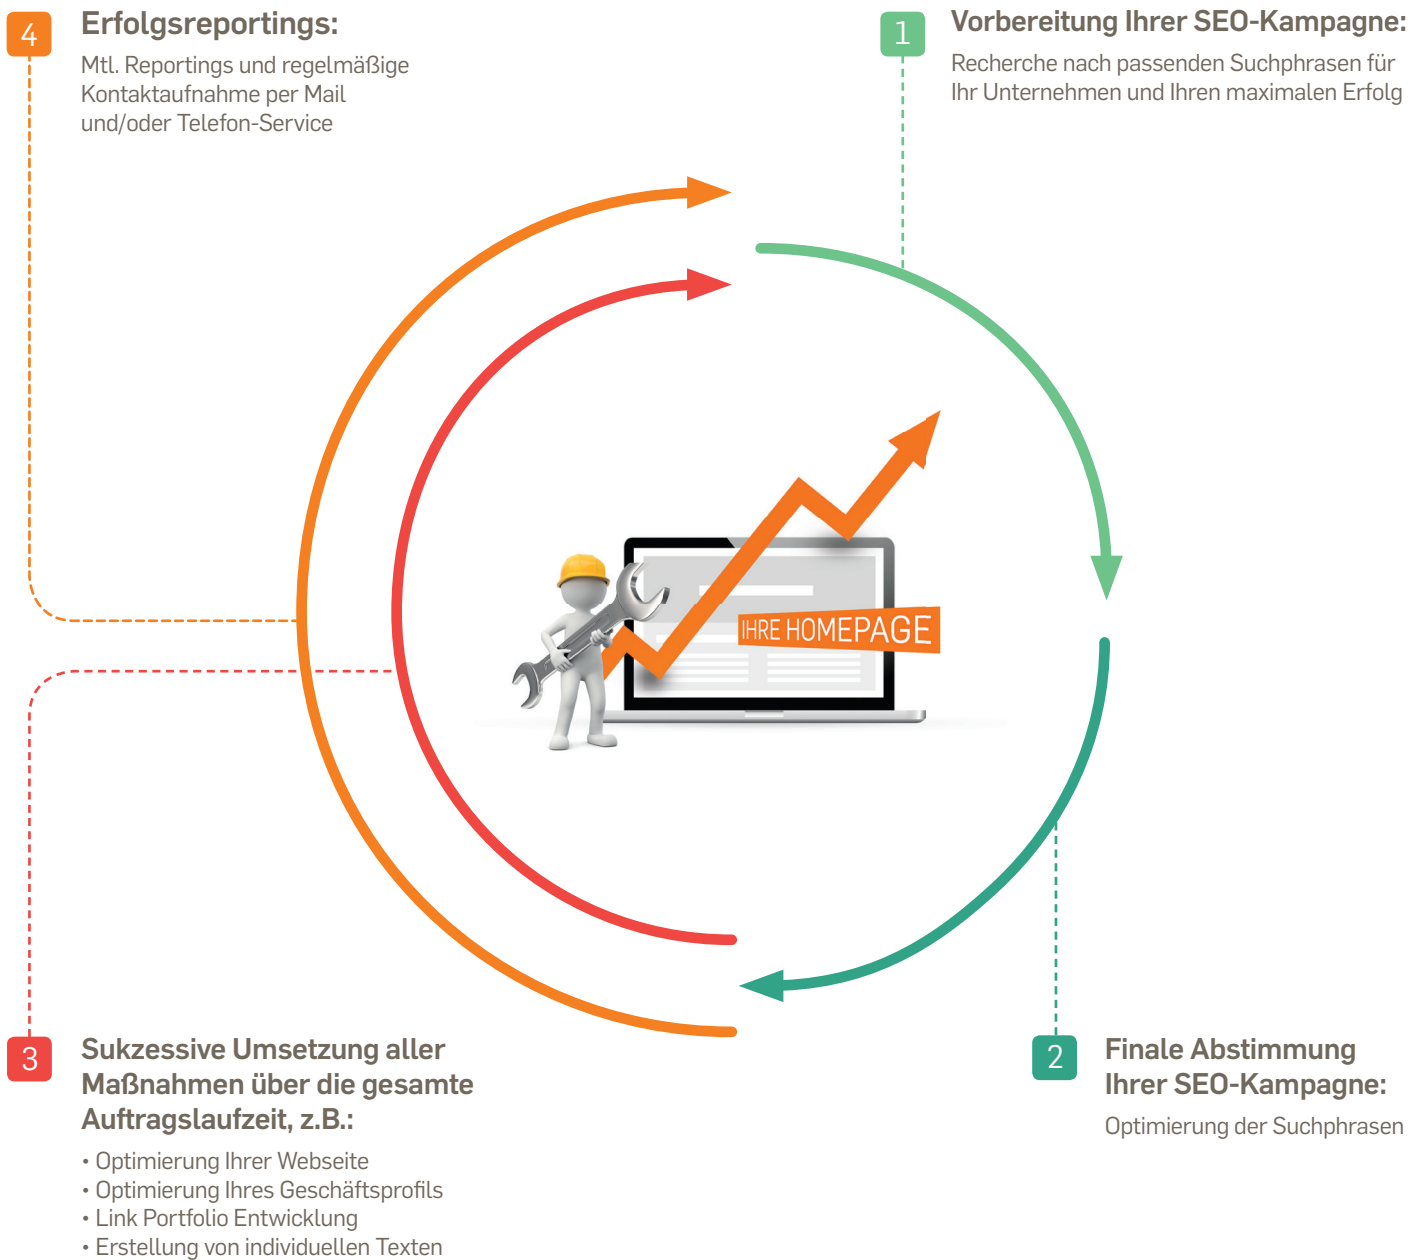 4
Erfolgsreportings:
Mtl. Reportings und regelmäßige
Kontaktaufnahme per Mail
und/oder Telefon-Service
1
Vorbereitung Ihrer SEO-Kampagne:
Recherche nach passenden Suchphrasen für
Ihr Unternehmen und Ihren maximalen Erfolg
IHRE HOMEPAGE
3
Sukzessive Umsetzung aller
Maßnahmen über die gesamte
Auftragslaufzeit, z.B.:
• Optimierung Ihrer Webseite
• Optimierung Ihres Geschäftsprofils
• Link Portfolio Entwicklung
• Erstellung von individuellen Texten
2
Finale Abstimmung
Ihrer SEO-Kampagne:
Optimierung der Suchphrasen